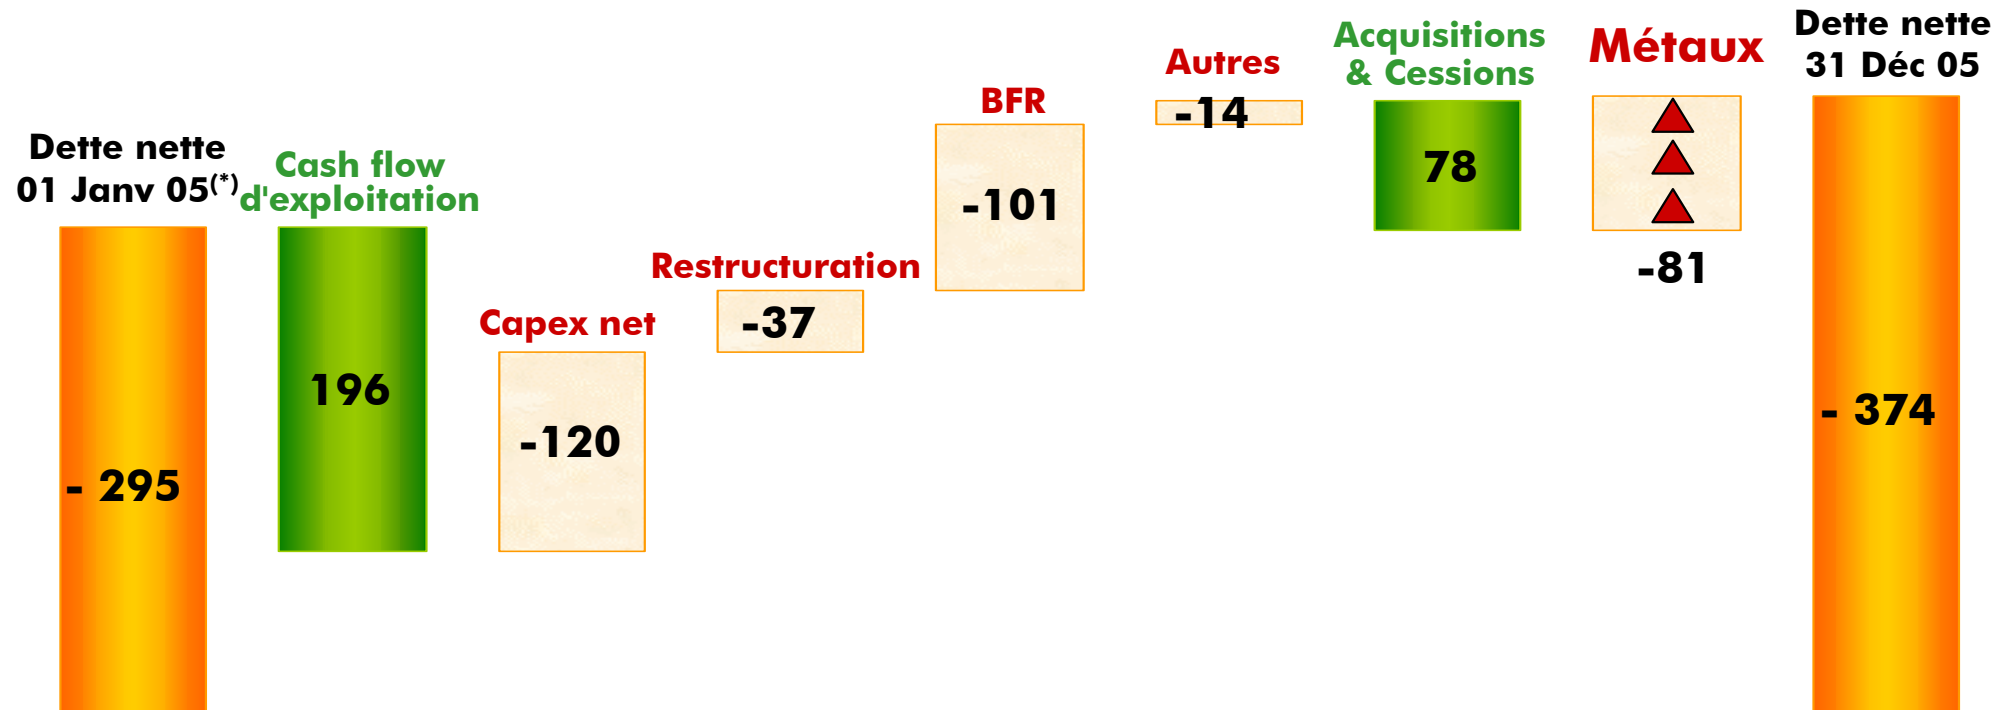 Dette nette
01 Janv 05(*)
- 295
Cash flow
d'exploitation
196
Capex net
-120
Restructuration
-37
BFR
-101
Autres
-14
Acquisitions
& Cessions
78
Métaux
-81
Dette nette
31 Déc 05
- 374